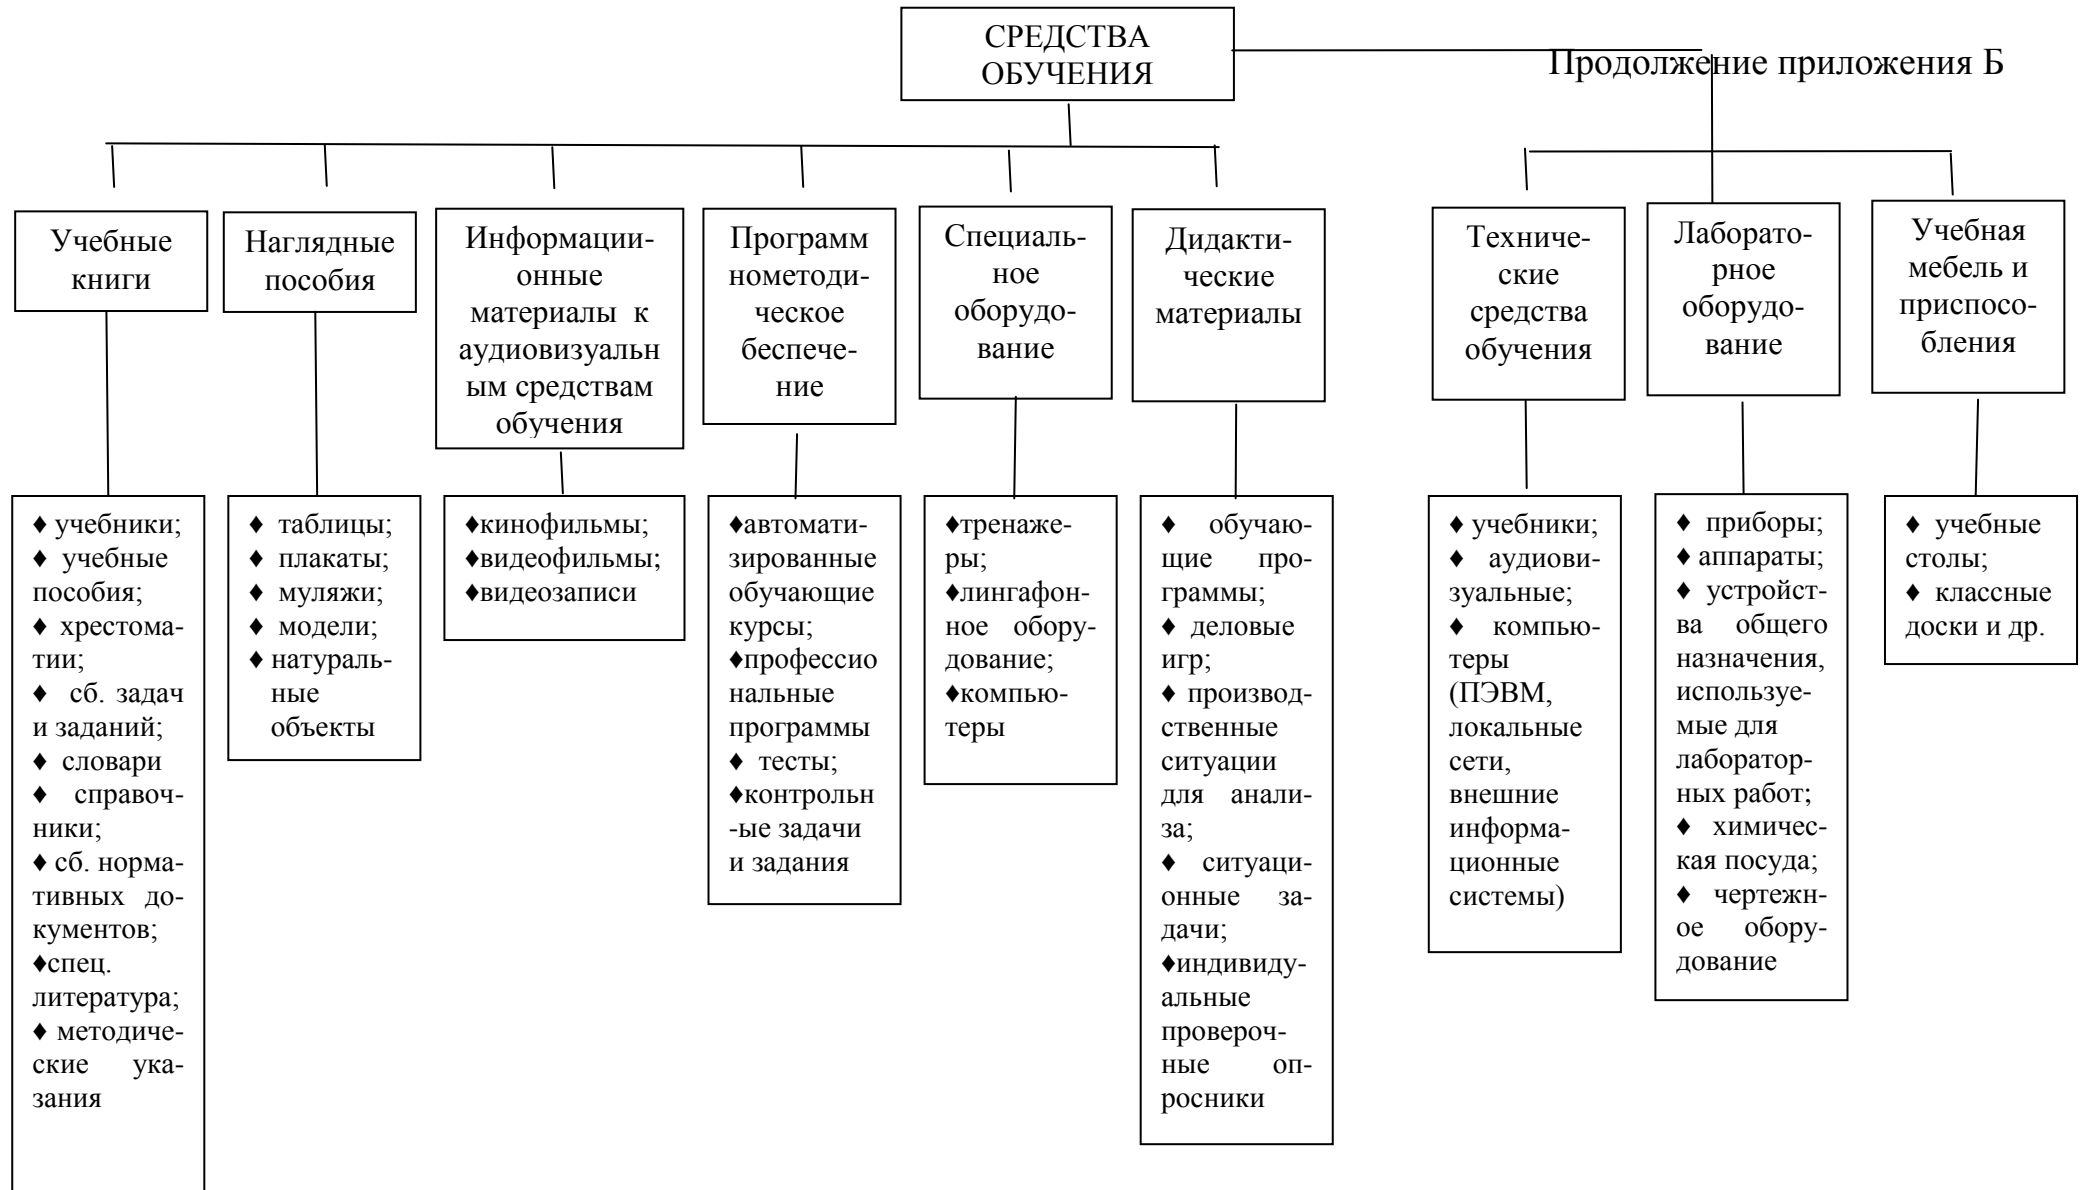 СРЕДСТВА
ОБУЧЕНИЯ
Продолжение приложения Б
Учебные
книги
Наглядные
пособия
Информаци-
онные
материалы к
аудиовизуальн
ым средствам
обучения
Программ
нометоди-
ческое
беспече-
ние
Специаль-
ное
оборудо-
вание
Дидакти-
ческие
материалы
Техниче-
ские
средства
обучения
Лаборато-
рное
оборудо-
вание
Учебная
мебель и
приспосо-
бления
♦ учебники;
♦ учебные
пособия;
♦ хрестома-
тии;
♦ сб. задач
и заданий;
♦ словари
♦ справоч-
ники;
♦ сб. норма-
тивных до-
кументов;
♦спец.
литература;
♦ методиче-
ские ука-
зания
♦ таблицы;
♦ плакаты;
♦ муляжи;
♦ модели;
♦ натураль-
ные
объекты
♦кинофильмы;
♦видеофильмы;
♦видеозаписи
♦автомати-
зированные
обучающие
курсы;
♦профессио
нальные
программы
♦ тесты;
♦контрольн
-ые задачи
и задания
♦тренаже-
ры;
♦лингафон-
ное обору-
дование;
♦компью-
теры
♦ обучаю-
щие про-
граммы;
♦ деловые
игр;
♦ производ-
ственные
ситуации
для анали-
за;
♦ ситуаци-
онные за-
дачи;
♦индивиду-
альные
провероч-
ные оп-
росники
♦ учебники;
♦ аудиови-
зуальные;
♦ компью-
теры
(ПЭВМ,
локальные
сети,
внешние
информа-
ционные
системы)
♦ приборы;
♦ аппараты;
♦ устройст-
ва общего
назначения,
используе-
мые для
лаборатор-
ных работ;
♦ химичес-
кая посуда;
♦ чертежн-
ое обору-
дование
♦ учебные
столы;
♦ классные
доски и др.